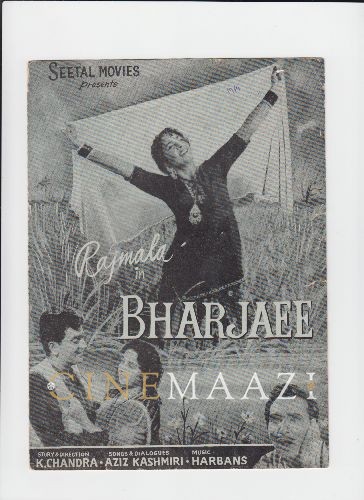 SEETAL MOVIES
presents
Rajmala
in
BHARJAEE
CINEMAAZI
STORY & DIRECTION SONGS & DIALOGUES MUSIC
K.CHANDRA • AZIZ KASHMIRI • HARBANS